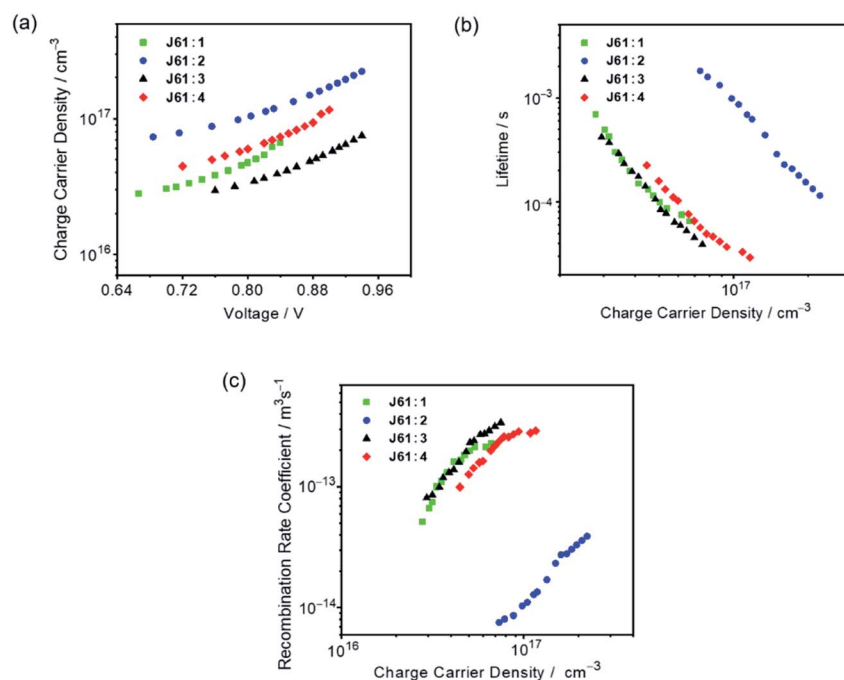 (a)
J61:1
J61:2
J61:3
J61:4
Charge Carrier Density / cm⁻³
10¹⁷
10¹⁶
0.64 0.72 0.80 0.88 0.96
Voltage / V
(b)
J61:1
J61:2
J61:3
J61:4
Lifetime / s
10⁻³
10⁻⁴
10¹⁷
Charge Carrier Density / cm⁻³
(c)
J61:1
J61:2
J61:3
J61:4
Recombination Rate Coefficient / m³s⁻¹
10⁻¹³
10⁻¹⁴
10¹⁶ 10¹⁷
Charge Carrier Density / cm⁻³